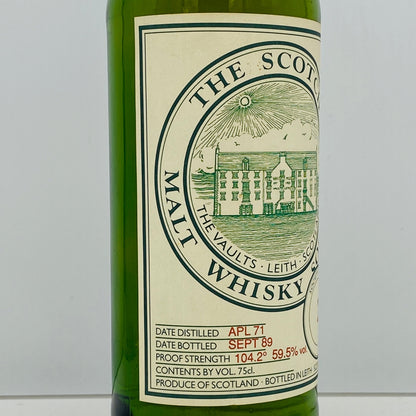 THE SCOTC
MALT WHISKY S
THE VAULTS · LEITH · SCO
DATE DISTILLED APL 71
DATE BOTTLED SEPT 89
PROOF STRENGTH 104.2° 59.5% vol.
CONTENTS BY VOL. 75cl.
PRODUCE OF SCOTLAND · BOTTLED IN LEITH